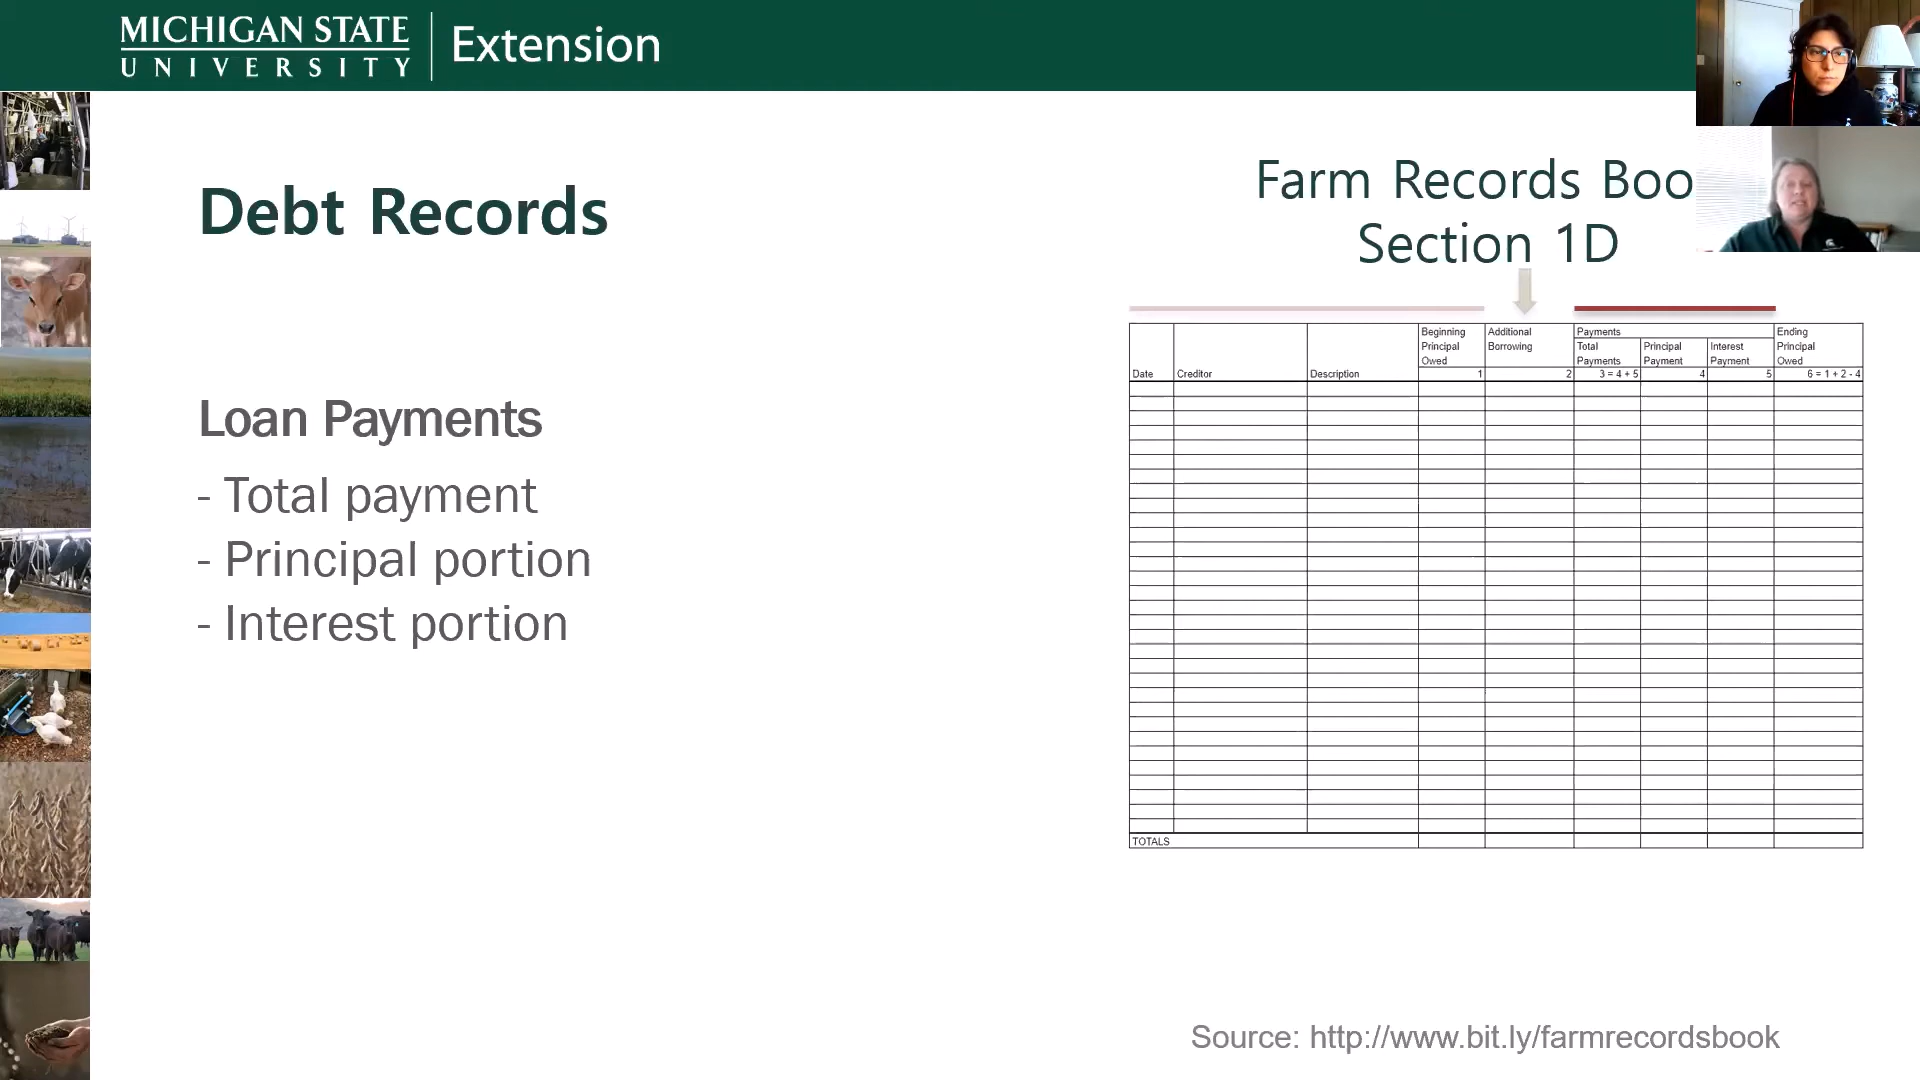 MICHIGAN STATE
UNIVERSITY
Extension
Debt Records
Loan Payments
- Total payment
- Principal portion
- Interest portion
Farm Records Boo
Section 1D
Date
Creditor
Description
Beginning
Principal
Owed
1
Additional
Borrowing
2
Payments
Total
Payments
3 = 4 + 5
Principal
Payment
4
Interest
Payment
5
Ending
Principal
Owed
6 = 1 + 2 - 4
TOTALS
Source: http://www.bit.ly/farmrecordsbook